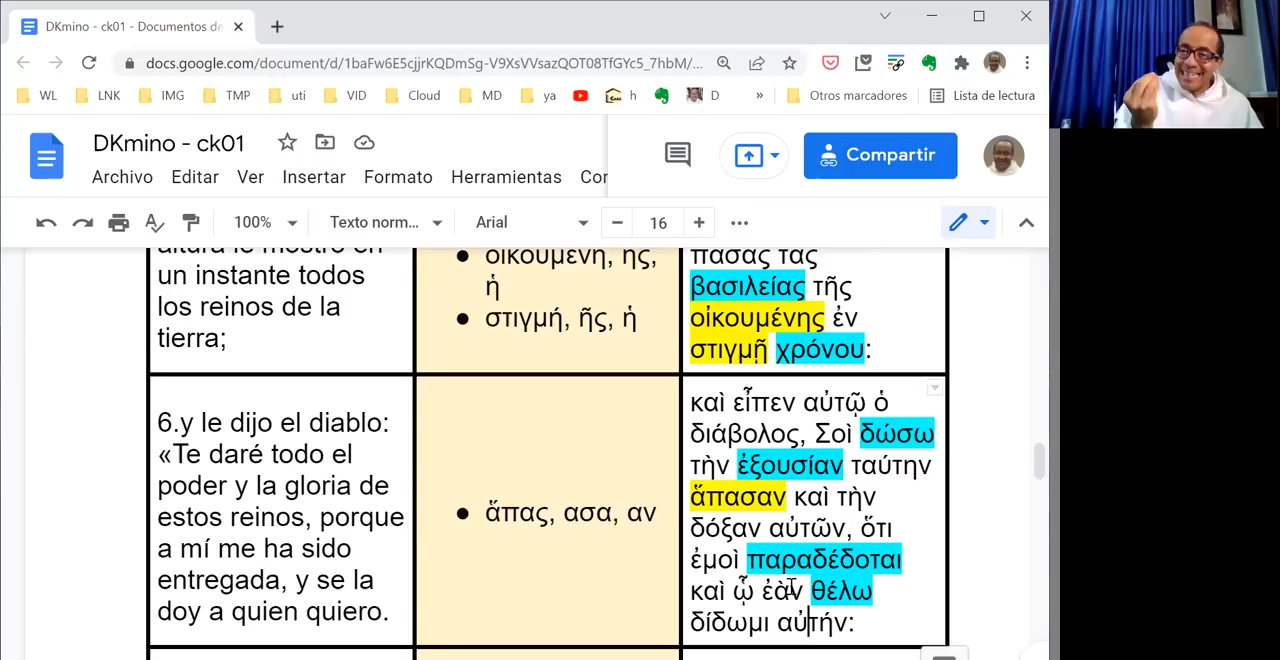 DKmino - ck01 - Documentos de
docs.google.com/document/d/1baFw6E5cjjrKQDmSg-V9XsVVsazQOT08TfGYc5_7hbM/...
WL LNK IMG TMP uti VID Cloud MD ya h D » Otros marcadores Lista de lectura
DKmino - ck01
Compartir
Archivo Editar Ver Insertar Formato Herramientas Cor
100% Texto norm... Arial 16
altura le mostró en
un instante todos
los reinos de la
tierra;
οἰκουμένη, ης,
ἡ
στιγμή, ῆς, ἡ
πάσας τὰς
βασιλείας τῆς
οἰκουμένης ἐν
στιγμῇ χρόνου:
6.y le dijo el diablo:
«Te daré todo el
poder y la gloria de
estos reinos, porque
a mí me ha sido
entregada, y se la
doy a quien quiero.
ἅπας, ασα, αν
καὶ εἶπεν αὐτῷ ὁ
διάβολος, Σοὶ δώσω
τὴν ἐξουσίαν ταύτην
ἅπασαν καὶ τὴν
δόξαν αὐτῶν, ὅτι
ἐμοὶ παραδέδοται
καὶ ᾧ ἐὰν θέλω
δίδωμι αὐτήν: